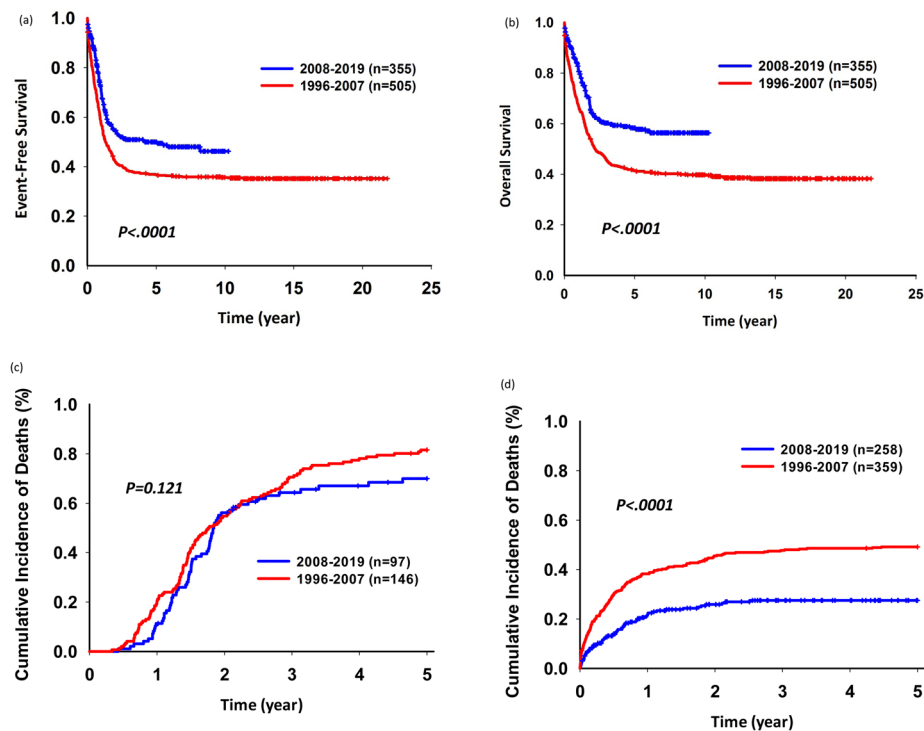 (a)
1.0
0.8
0.6
0.4
0.2
0.0
Event-Free Survival
2008-2019 (n=355)
1996-2007 (n=505)
P<.0001
0 5 10 15 20 25
Time (year)
(b)
1.0
0.8
0.6
0.4
0.2
0.0
Overall Survival
2008-2019 (n=355)
1996-2007 (n=505)
P<.0001
0 5 10 15 20 25
Time (year)
(c)
1.0
0.8
0.6
0.4
0.2
0.0
Cumulative Incidence of Deaths (%)
P=0.121
2008-2019 (n=97)
1996-2007 (n=146)
0 1 2 3 4 5
Time (year)
(d)
1.0
0.8
0.6
0.4
0.2
0.0
Cumulative Incidence of Deaths (%)
2008-2019 (n=258)
1996-2007 (n=359)
P<.0001
0 1 2 3 4 5
Time (year)